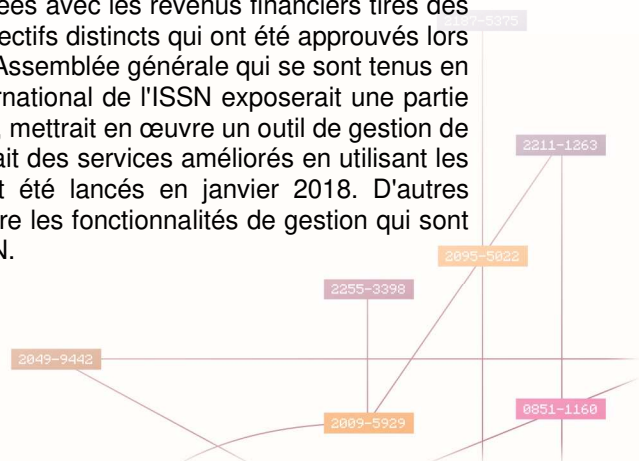 ées avec les revenus financiers tirés des
ectifs distincts qui ont été approuvés lors
Assemblée générale qui se sont tenus en
rnational de l'ISSN exposerait une partie
, mettrait en œuvre un outil de gestion de
ait des services améliorés en utilisant les
t été lancés en janvier 2018. D'autres
re les fonctionnalités de gestion qui sont
N.
2187-5375
2211-1263
2095-5022
2255-3398
2049-9442
0851-1160
2009-5929